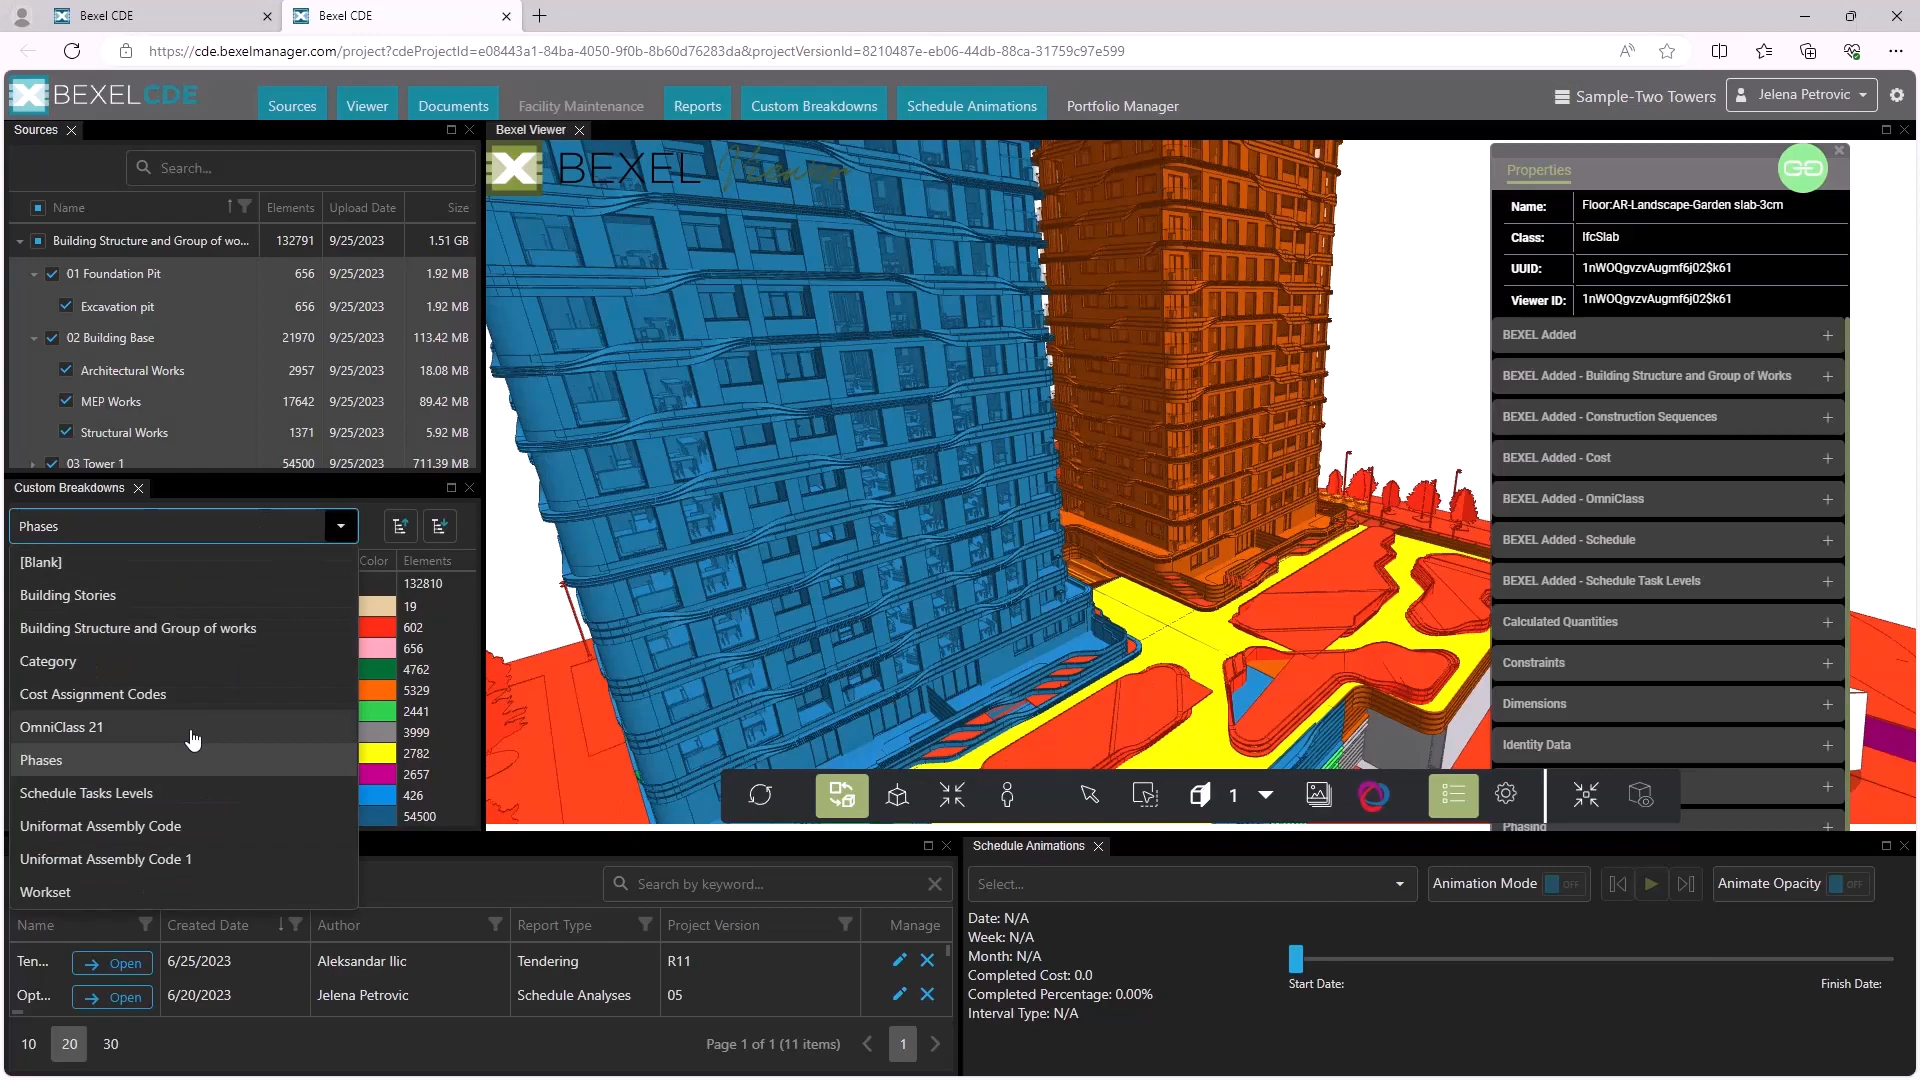 Bexel CDE
Bexel CDE
https://cde.bexelmanager.com/project?cdeProjectId=e08443a1-84ba-4050-9f0b-8b60d76283da&projectVersionId=8210487e-eb06-44db-88ca-31759c97e599
BEXELCDE
Sources
Viewer
Documents
Facility Maintenance
Reports
Custom Breakdowns
Schedule Animations
Portfolio Manager
Sample-Two Towers
Jelena Petrovic
Sources
Search...
Name Elements Upload Date Size
Building Structure and Group of wo... 132791 9/25/2023 1.51 GB
01 Foundation Pit 656 9/25/2023 1.92 MB
Excavation pit 656 9/25/2023 1.92 MB
02 Building Base 21970 9/25/2023 113.42 MB
Architectural Works 2957 9/25/2023 18.08 MB
MEP Works 17642 9/25/2023 89.42 MB
Structural Works 1371 9/25/2023 5.92 MB
03 Tower 1 54500 9/25/2023 711.39 MB
Custom Breakdowns
Phases
[Blank]
Building Stories
Building Structure and Group of works
Category
Cost Assignment Codes
OmniClass 21
Phases
Schedule Tasks Levels
Uniformat Assembly Code
Uniformat Assembly Code 1
Workset
Color Elements
132810
19
602
656
4762
5329
2441
3999
2782
2657
426
54500
Bexel Viewer
BEXEL Viewer
1
Properties
Name: Floor:AR-Landscape-Garden slab-3cm
Class: IfcSlab
UUID: 1nWOQgvzvAugmf6j02$k61
Viewer ID: 1nWOQgvzvAugmf6j02$k61
BEXEL Added +
BEXEL Added - Building Structure and Group of Works +
BEXEL Added - Construction Sequences +
BEXEL Added - Cost +
BEXEL Added - OmniClass +
BEXEL Added - Schedule +
BEXEL Added - Schedule Task Levels +
Calculated Quantities +
Constraints +
Dimensions +
Identity Data +
+
Phasing +
Search by keyword...
Name Created Date Author Report Type Project Version Manage
Ten... Open 6/25/2023 Aleksandar Ilic Tendering R11
Opt... Open 6/20/2023 Jelena Petrovic Schedule Analyses 05
10 20 30
Page 1 of 1 (11 items) 1
Schedule Animations
Select...
Animation Mode OFF
Animate Opacity OFF
Date: N/A
Week: N/A
Month: N/A
Completed Cost: 0.0
Completed Percentage: 0.00%
Interval Type: N/A
Start Date:
Finish Date: